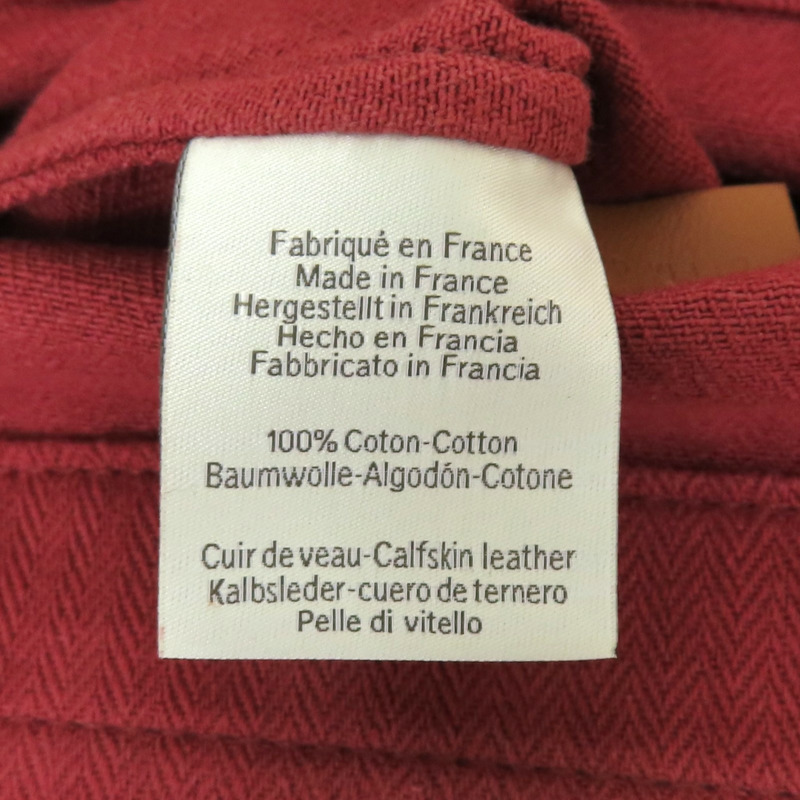 Fabriqué en France
Made in France
Hergestellt in Frankreich
Hecho en Francia
Fabbricato in Francia
100% Coton-Cotton
Baumwolle-Algodón-Cotone
Cuir de veau-Calfskin leather
Kalbsleder-cuero de ternero
Pelle di vitello